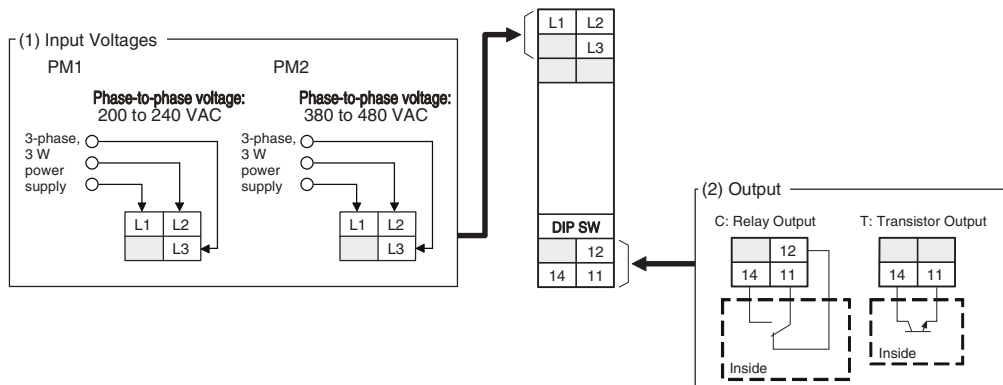 (1) Input Voltages
PM1
Phase-to-phase voltage:
200 to 240 VAC
3-phase,
3 W
power
supply
L1 L2
L3
PM2
Phase-to-phase voltage:
380 to 480 VAC
3-phase,
3 W
power
supply
L1 L2
L3
L1 L2
L3
DIP SW
12
14 11
(2) Output
C: Relay Output
12
14 11
Inside
T: Transistor Output
14 11
Inside